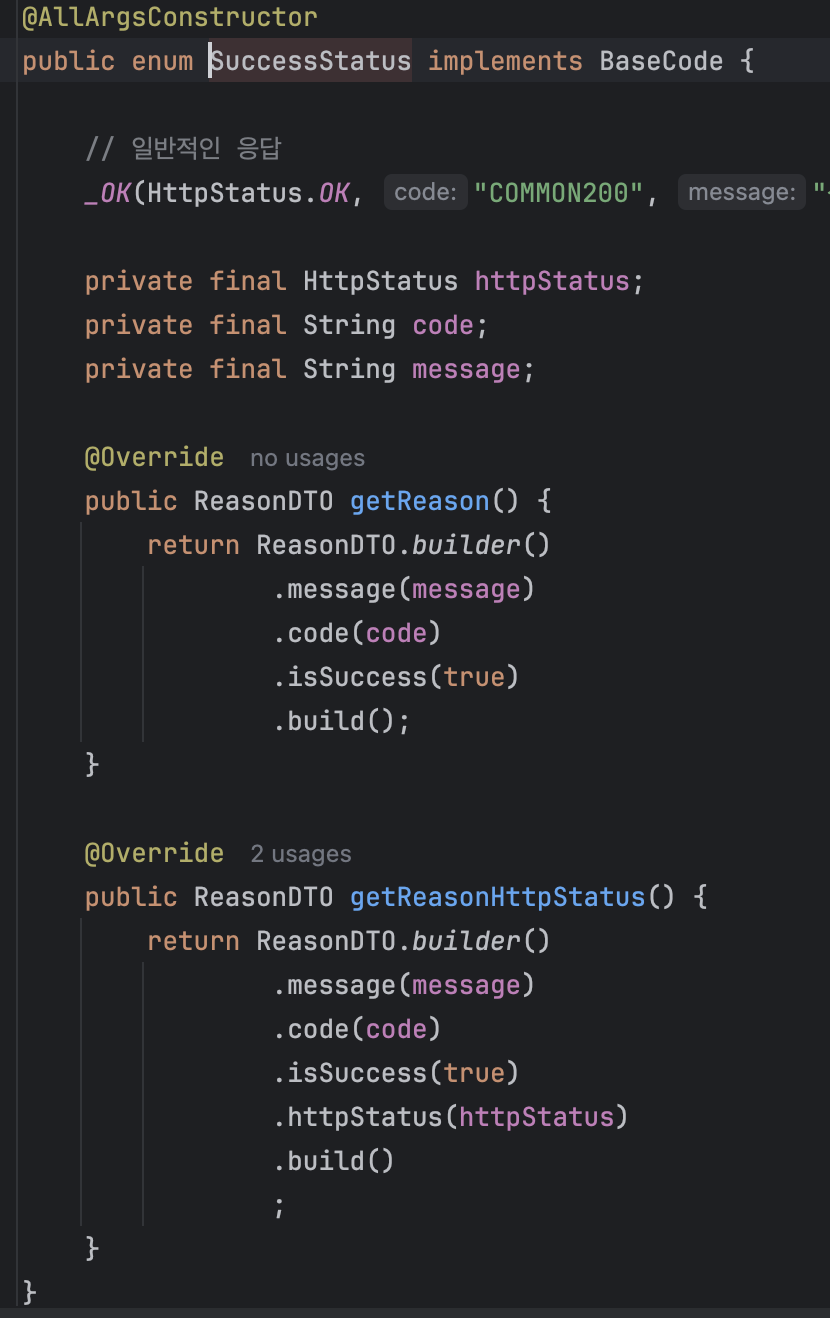 @AllArgsConstructor
public enum SuccessStatus implements BaseCode {
// 일반적인 응답
_OK(HttpStatus.OK, code: "COMMON200", message: "
private final HttpStatus httpStatus;
private final String code;
private final String message;
@Override no usages
public ReasonDTO getReason() {
return ReasonDTO.builder()
.message(message)
.code(code)
.isSuccess(true)
.build();
}
@Override 2 usages
public ReasonDTO getReasonHttpStatus() {
return ReasonDTO.builder()
.message(message)
.code(code)
.isSuccess(true)
.httpStatus(httpStatus)
.build()
;
}
}